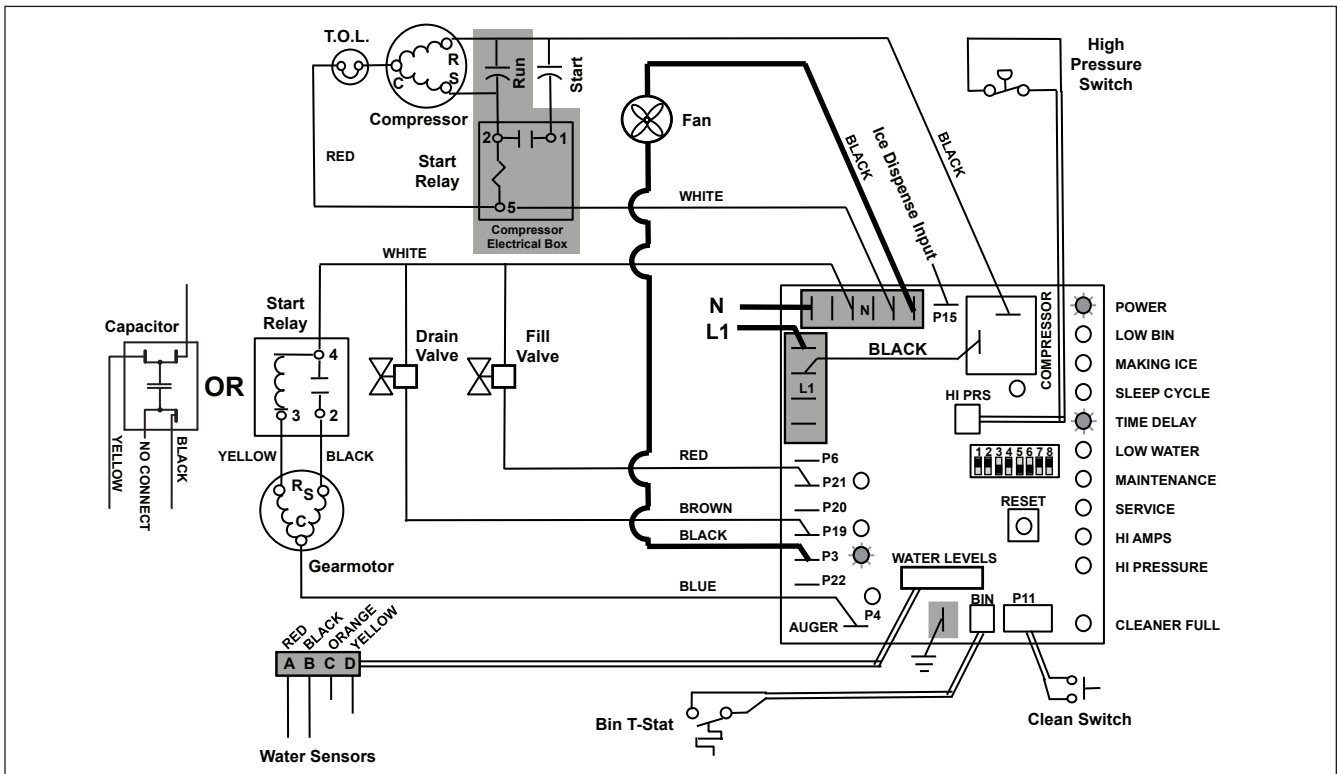 T.O.L.
R
S
C
Compressor
Run
Start
RED
Start
Relay
2
1
5
Compressor
Electrical Box
Fan
BLACK
Ice Dispense Input
BLACK
High
Pressure
Switch
WHITE
WHITE
Capacitor
YELLOW
NO CONNECT
BLACK
OR
Start
Relay
4
3
2
YELLOW
BLACK
R
S
C
Gearmotor
Drain
Valve
Fill
Valve
N
L1
N
P15
L1
BLACK
COMPRESSOR
HI PRS
1 2 3 4 5 6 7 8
RESET
RED
BROWN
BLACK
BLUE
P6
P21
P20
P19
P3
P22
P4
AUGER
WATER LEVELS
BIN
P11
POWER
LOW BIN
MAKING ICE
SLEEP CYCLE
TIME DELAY
LOW WATER
MAINTENANCE
SERVICE
HI AMPS
HI PRESSURE
CLEANER FULL
RED
BLACK
ORANGE
YELLOW
A B C D
Water Sensors
Bin T-Stat
Clean Switch